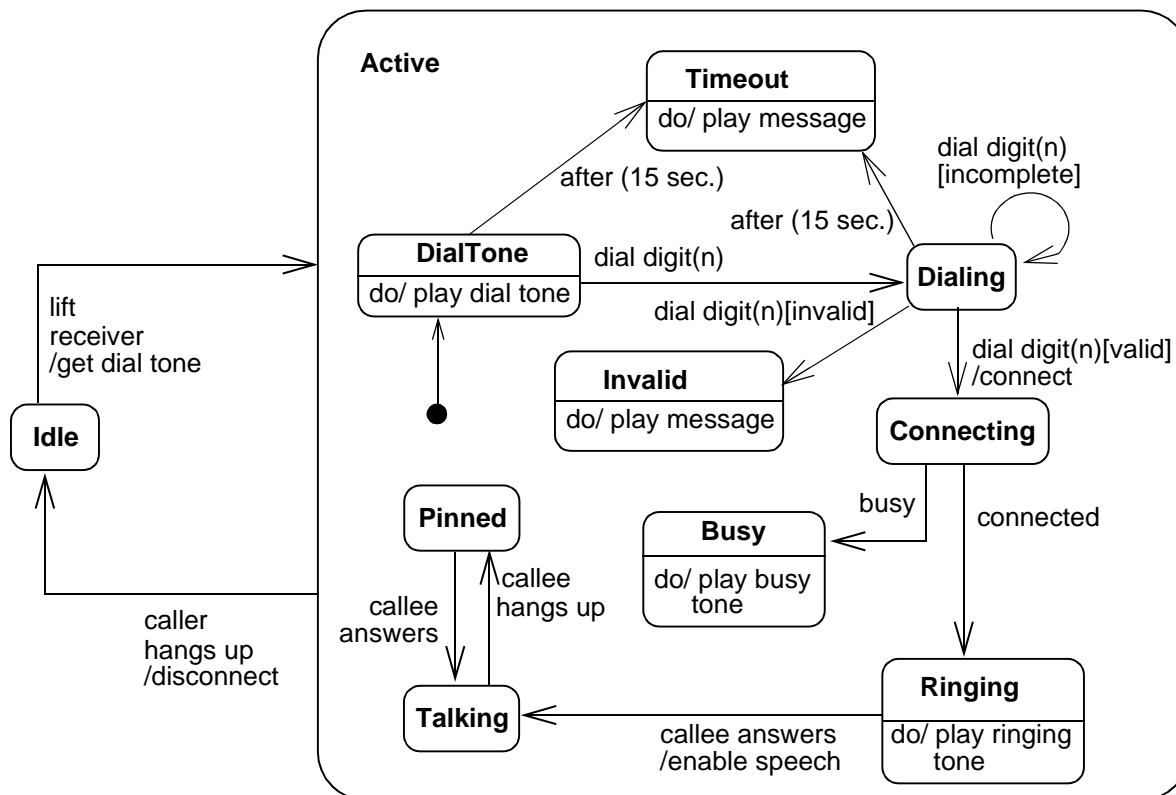 Active
Timeout
do/ play message
dial digit(n)
[incomplete]
after (15 sec.)
after (15 sec.)
DialTone
do/ play dial tone
dial digit(n)
Dialing
lift
receiver
/get dial tone
dial digit(n)[invalid]
dial digit(n)[valid]
/connect
Invalid
do/ play message
Idle
Connecting
Pinned
busy
connected
Busy
do/ play busy
tone
callee
hangs up
callee
answers
caller
hangs up
/disconnect
Talking
Ringing
do/ play ringing
tone
callee answers
/enable speech